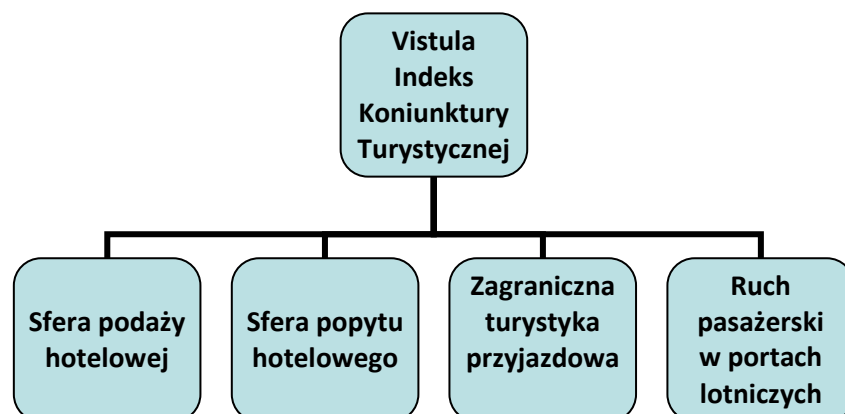 Vistula
Indeks
Koniunktury
Turystycznej
Sfera podaży
hotelowej
Sfera popytu
hotelowego
Zagraniczna
turystyka
przyjazdowa
Ruch
pasażerski
w portach
lotniczych